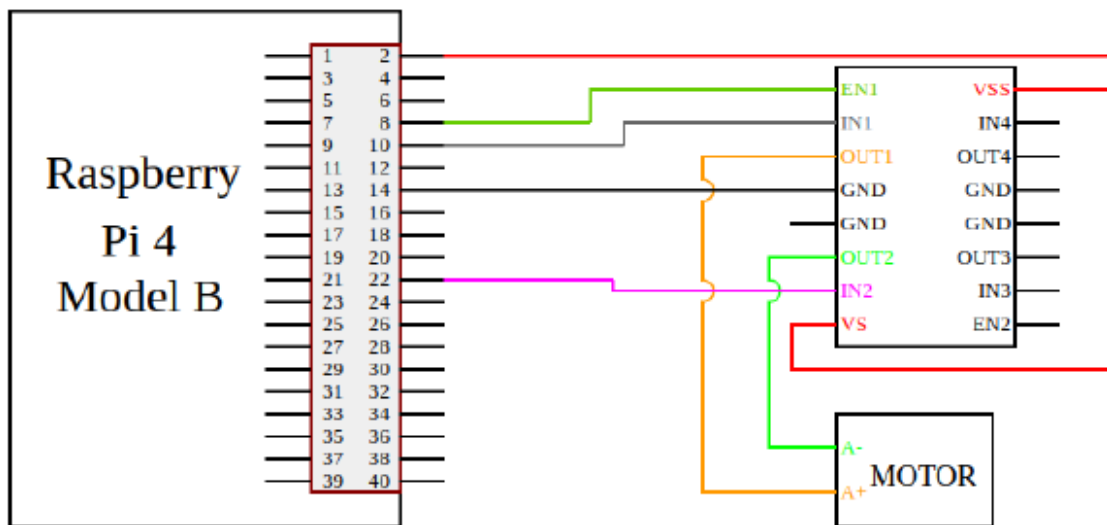 Raspberry
Pi 4
Model B
1 2
3 4
5 6
7 8
9 10
11 12
13 14
15 16
17 18
19 20
21 22
23 24
25 26
27 28
29 30
31 32
33 34
35 36
37 38
39 40
EN1 VSS
IN1 IN4
OUT1 OUT4
GND GND
GND GND
OUT2 OUT3
IN2 IN3
VS EN2
A-
MOTOR
A+